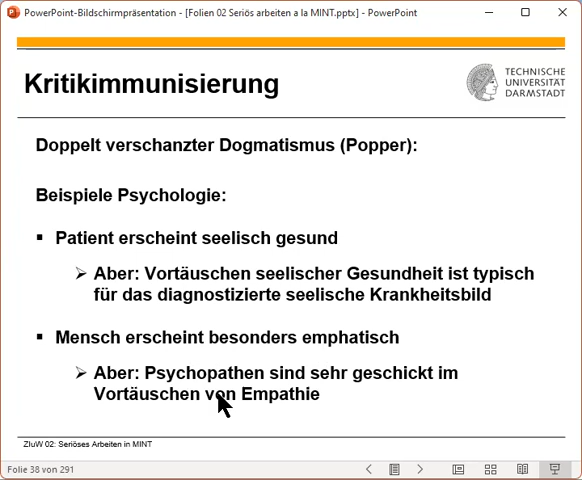 PowerPoint-Bildschirmpräsentation - [Folien 02 Seriös arbeiten a la MINT.pptx] - PowerPoint
Kritikimmunisierung
TECHNISCHE
UNIVERSITÄT
DARMSTADT
Doppelt verschanzter Dogmatismus (Popper):
Beispiele Psychologie:
▪ Patient erscheint seelisch gesund
➢ Aber: Vortäuschen seelischer Gesundheit ist typisch
für das diagnostizierte seelische Krankheitsbild
▪ Mensch erscheint besonders emphatisch
➢ Aber: Psychopathen sind sehr geschickt im
Vortäuschen von Empathie
ZIuW 02: Seriöses Arbeiten in MINT
Folie 38 von 291